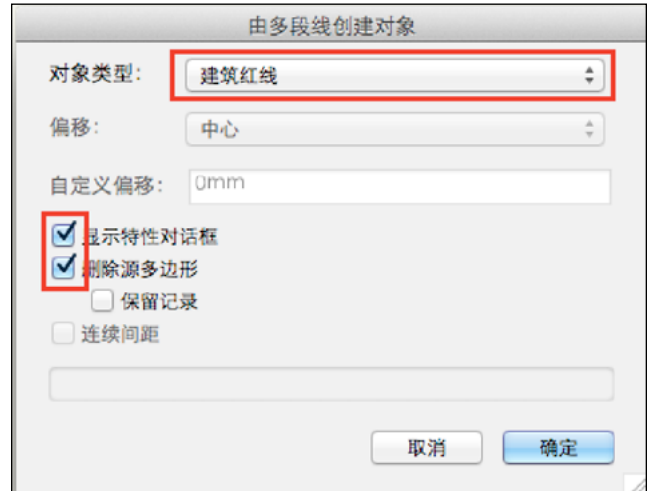 由多段线创建对象
对象类型: 建筑红线
偏移: 中心
自定义偏移: 0mm
显示特性对话框
删除源多边形
保留记录
连续间距
取消 确定